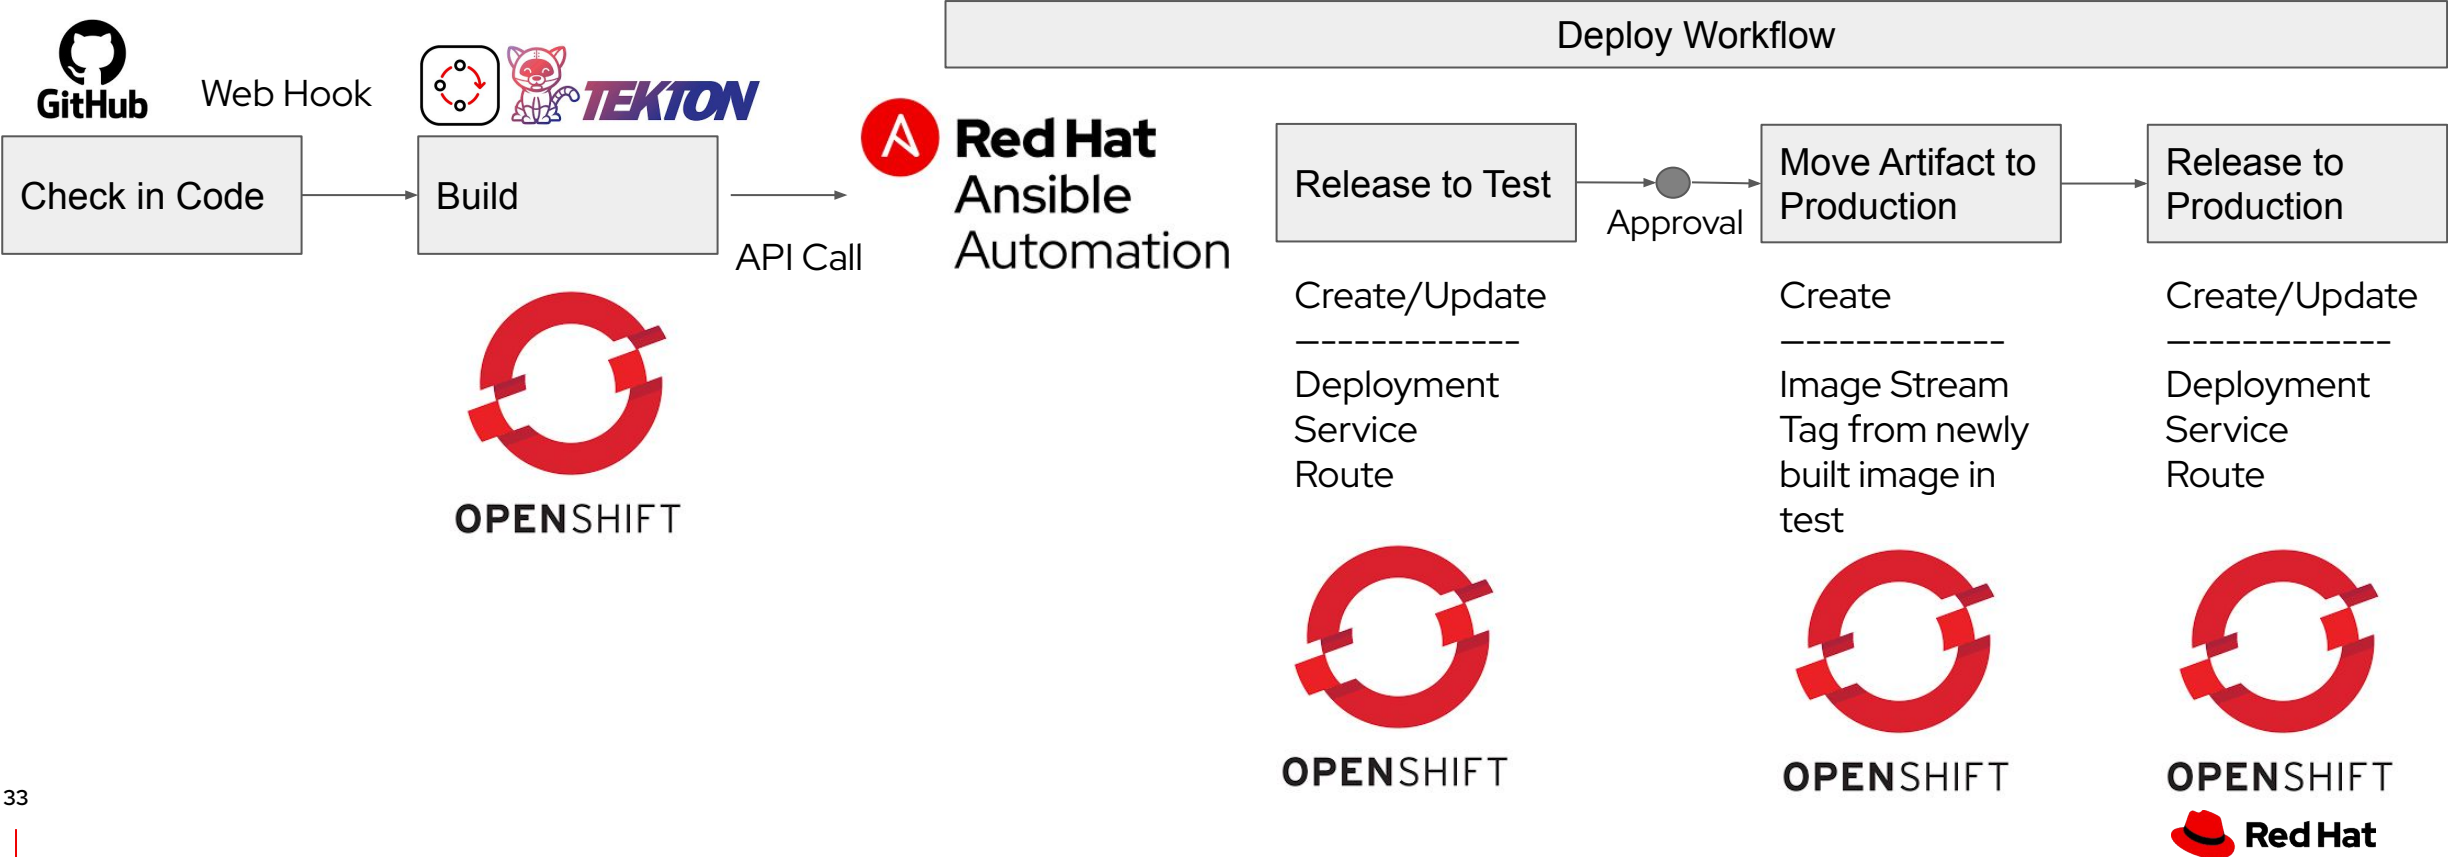 Deploy Workflow
GitHub
Web Hook
TEKTON
Check in Code
Build
API Call
Red Hat
Ansible
Automation
Release to Test
Approval
Move Artifact to
Production
Release to
Production
OPENSHIFT
Create/Update
--------------
Deployment
Service
Route
OPENSHIFT
Create
--------------
Image Stream
Tag from newly
built image in
test
OPENSHIFT
Create/Update
--------------
Deployment
Service
Route
OPENSHIFT
33
Red Hat